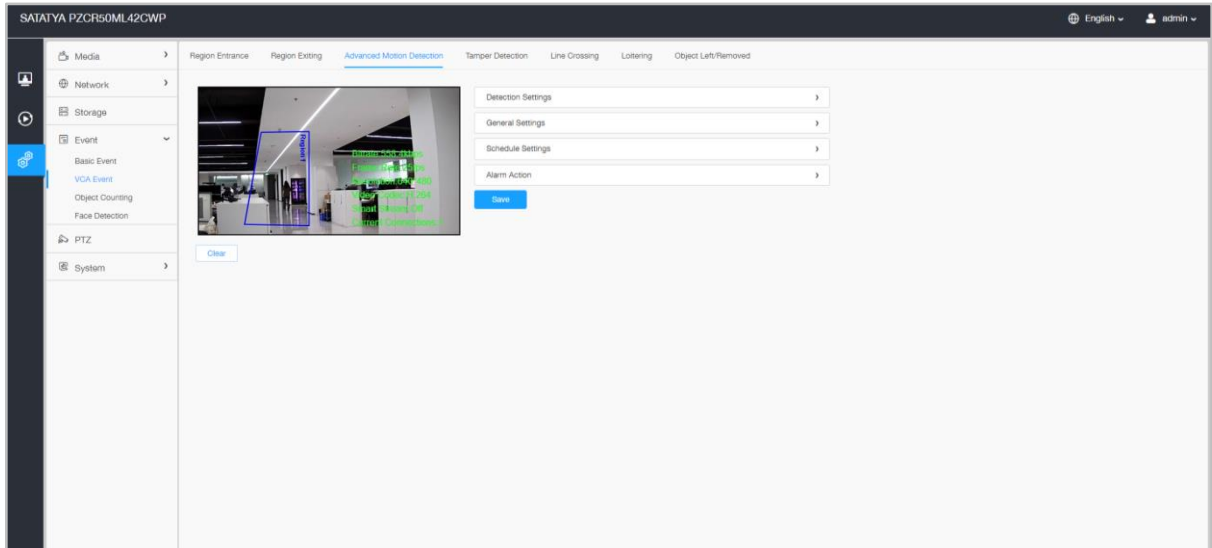 SATATYA PZCR50ML42CWP
English
admin
Media
Network
Storage
Event
Basic Event
VCA Event
Object Counting
Face Detection
PTZ
System
Region Entrance
Region Exiting
Advanced Motion Detection
Tamper Detection
Line Crossing
Loitering
Object Left/Removed
Region1
Clear
Detection Settings
General Settings
Schedule Settings
Alarm Action
Save